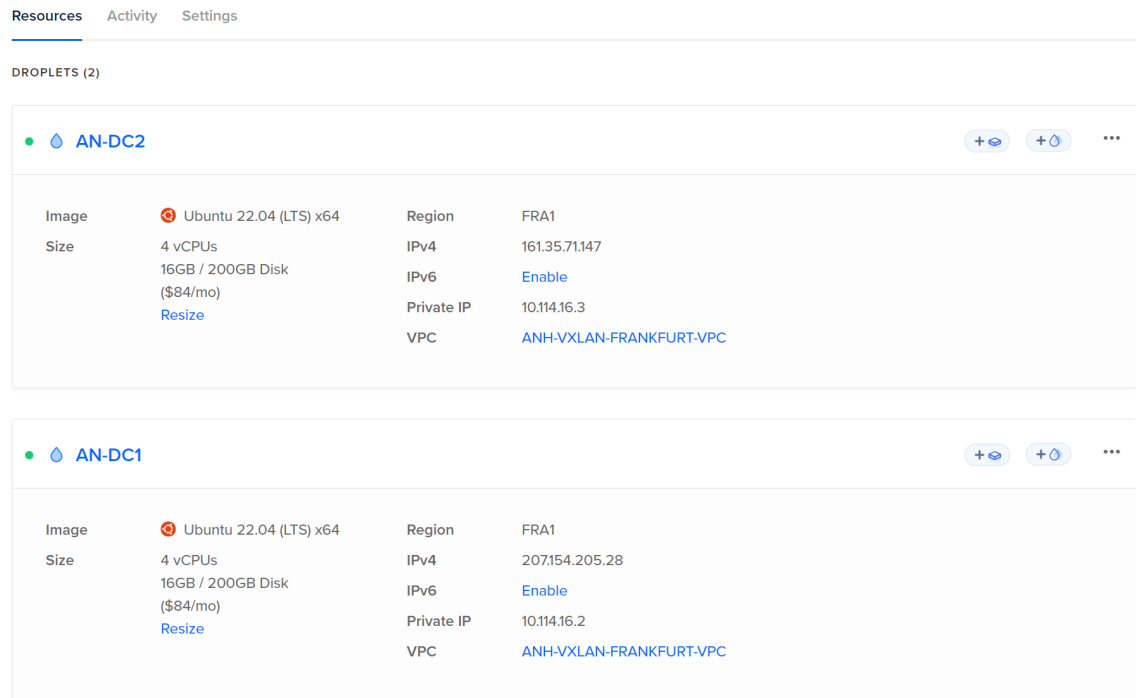 Resources Activity Settings
DROPLETS (2)
AN-DC2
Image Ubuntu 22.04 (LTS) x64 Region FRA1
Size 4 vCPUs IPv4 161.35.71.147
16GB / 200GB Disk
($84/mo)
Resize
IPv6 Enable
Private IP 10.114.16.3
VPC ANH-VXLAN-FRANKFURT-VPC
AN-DC1
Image Ubuntu 22.04 (LTS) x64 Region FRA1
Size 4 vCPUs IPv4 207.154.205.28
16GB / 200GB Disk
($84/mo)
Resize
IPv6 Enable
Private IP 10.114.16.2
VPC ANH-VXLAN-FRANKFURT-VPC